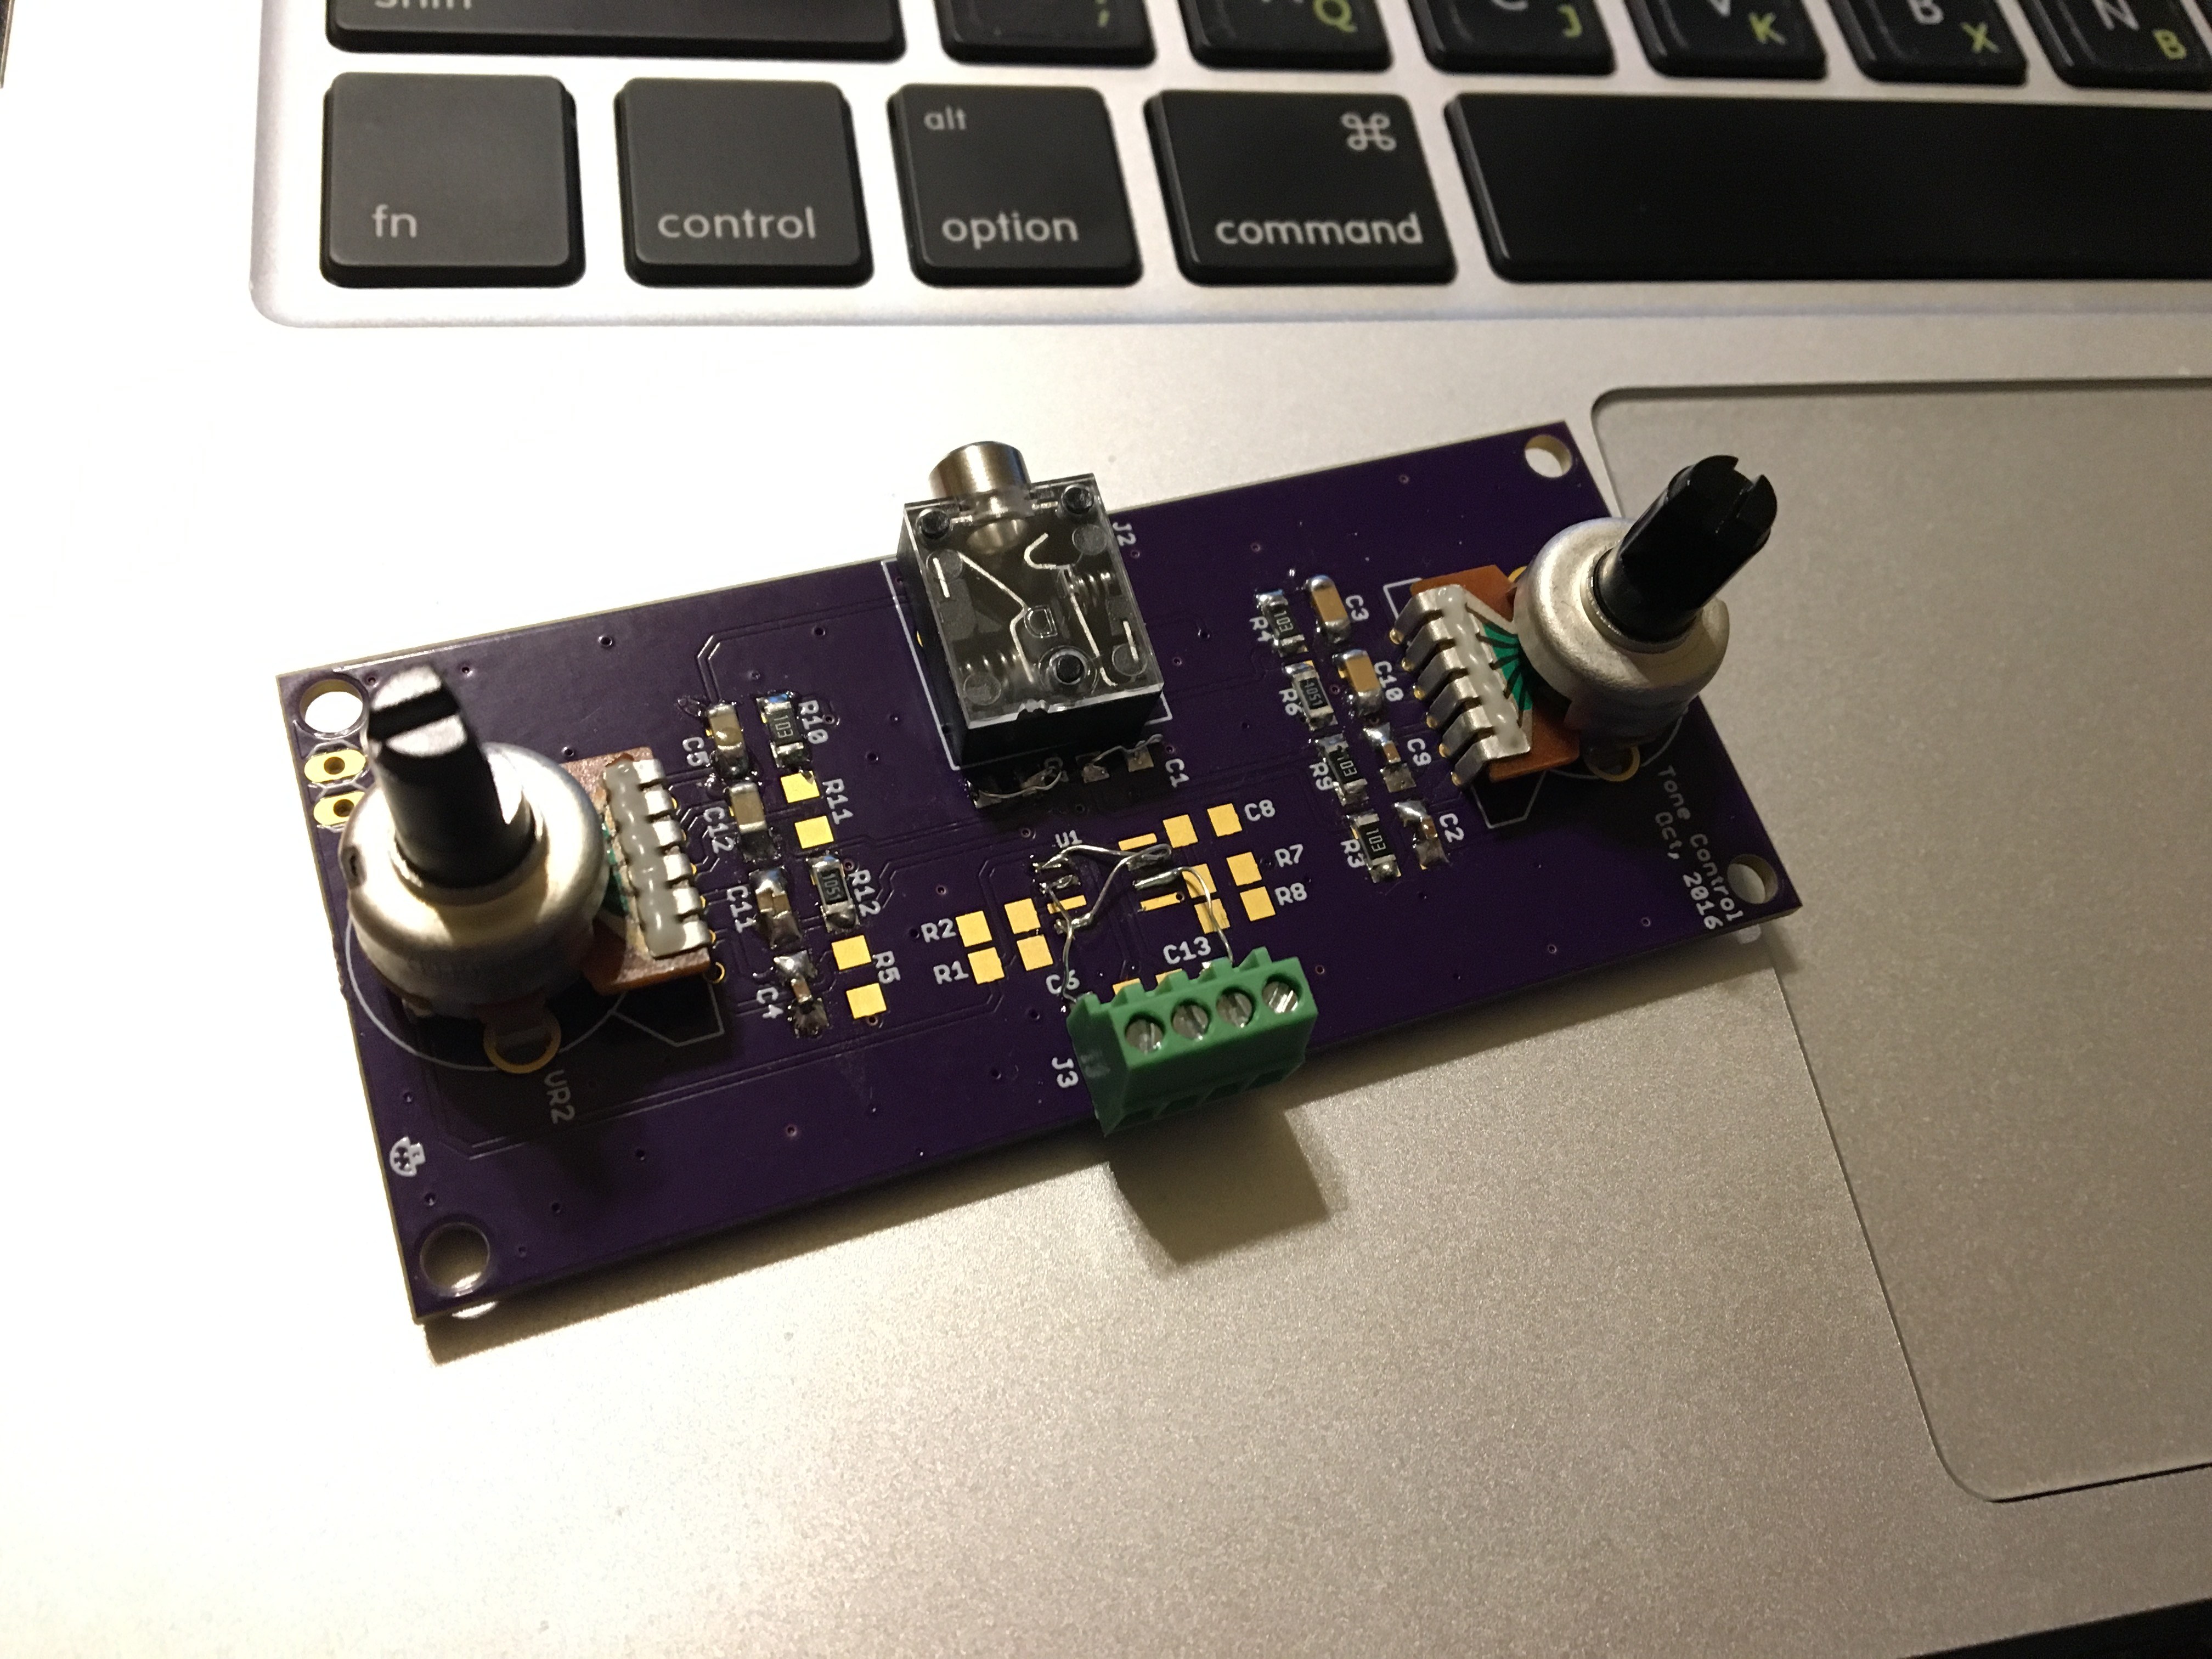 shift
;
Q
J
K
B
X
N
B
fn
control
alt
option
⌘
command
J2
C3
R4
C10
R6
C9
R9
C2
R3
Tone Control
Oct, 2016
R10
C5
R11
C12
R12
C11
R5
C4
C1
U1
C8
R7
R8
R2
R1
C13
C6
J3
VR2